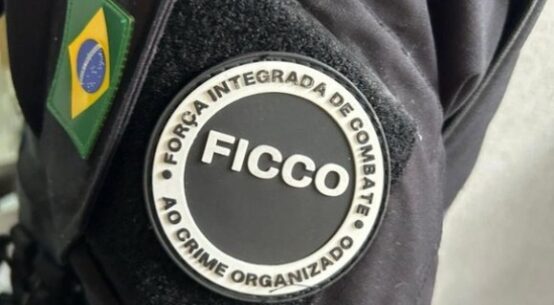 FORÇA INTEGRADA DE COMBATE
FICCO
AO CRIME ORGANIZADO